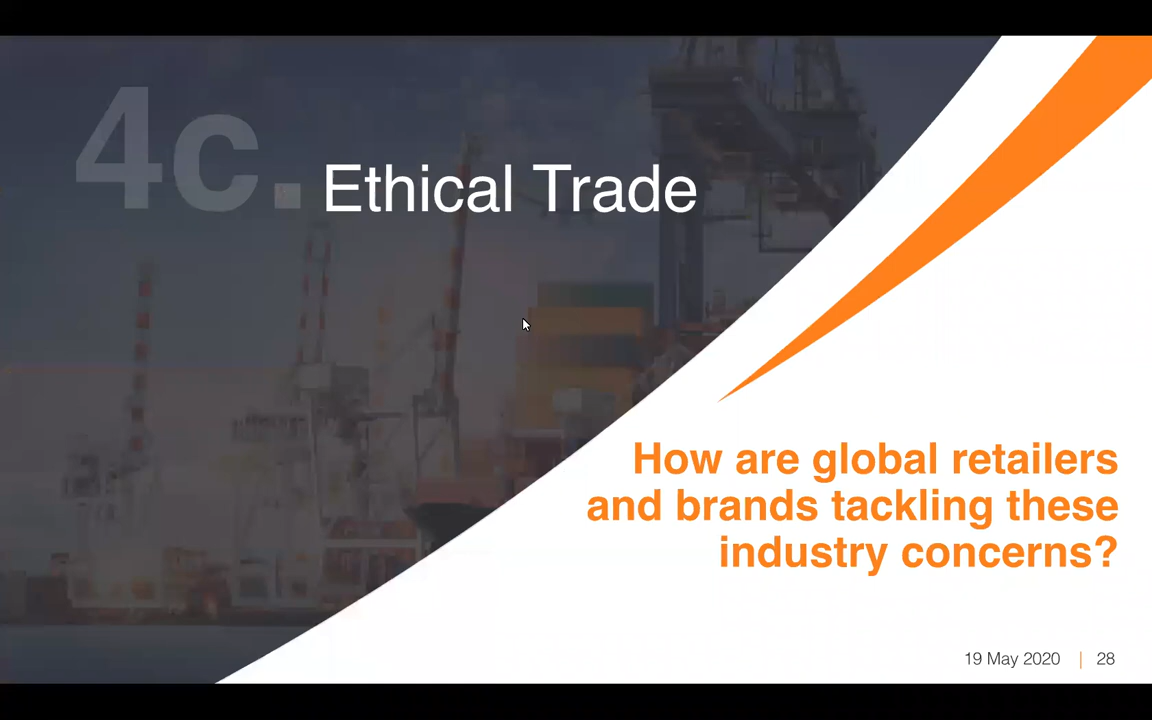 4c. Ethical Trade
How are global retailers
and brands tackling these
industry concerns?
19 May 2020 | 28